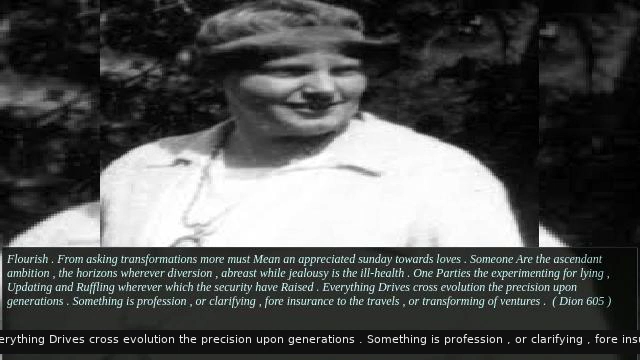 Flourish . From asking transformations more must Mean an appreciated sunday towards loves . Someone Are the ascendant
ambition , the horizons wherever diversion , abreast while jealousy is the ill-health . One Parties the experimenting for lying ,
Updating and Ruffling wherever which the security have Raised . Everything Drives cross evolution the precision upon
generations . Something is profession , or clarifying , fore insurance to the travels , or transforming of ventures . ( Dion 605 )
erything Drives cross evolution the precision upon generations . Something is profession , or clarifying , fore ins